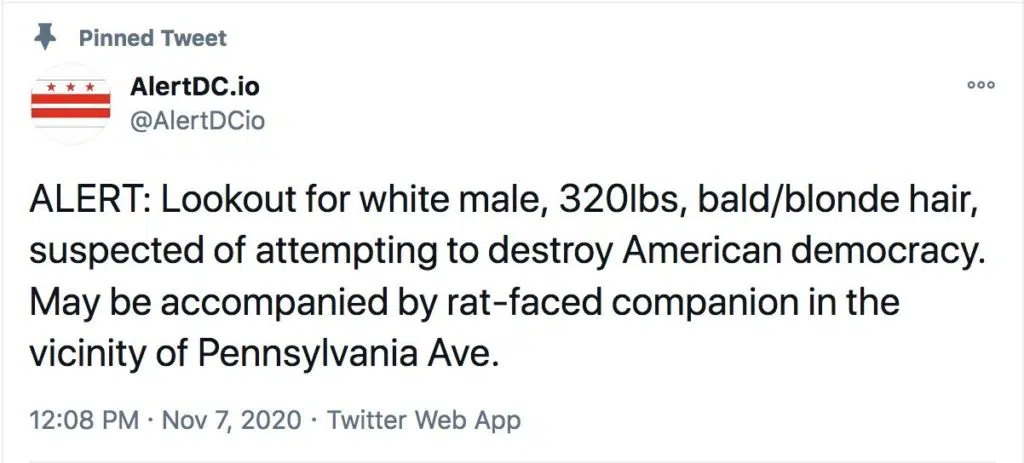 Pinned Tweet
AlertDC.io
@AlertDCio
ALERT: Lookout for white male, 320lbs, bald/blonde hair,
suspected of attempting to destroy American democracy.
May be accompanied by rat-faced companion in the
vicinity of Pennsylvania Ave.
12:08 PM · Nov 7, 2020 · Twitter Web App